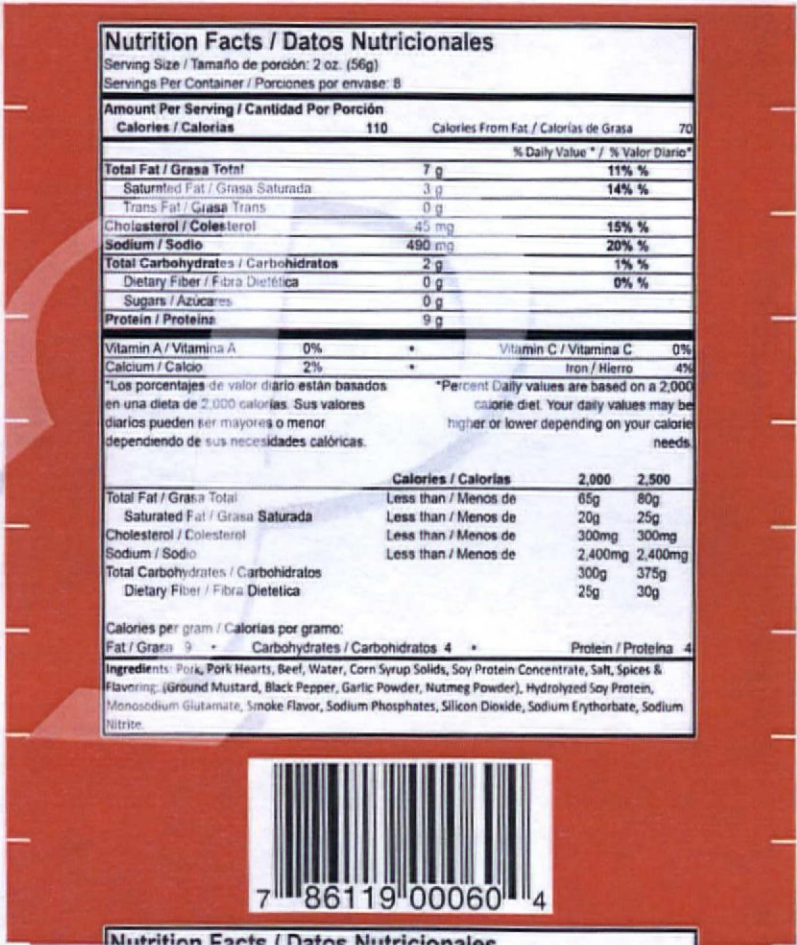 Nutrition Facts / Datos Nutricionales
Serving Size / Tamaño de porción: 2 oz. (56g)
Servings Per Container / Porciones por envase: 8
Amount Per Serving / Cantidad Por Porción
Calories / Calorías 110 Calories From Fat / Calorías de Grasa 70
% Daily Value * / % Valor Diario*
Total Fat / Grasa Total 7 g 11% %
Saturated Fat / Grasa Saturada 3 g 14% %
Trans Fat / Grasa Trans 0 g
Cholesterol / Colesterol 45 mg 15% %
Sodium / Sodio 490 mg 20% %
Total Carbohydrates / Carbohidratos 2 g 1% %
Dietary Fiber / Fibra Dietética 0 g 0% %
Sugars / Azúcares 0 g
Protein / Proteina 9 g
Vitamin A / Vitamina A 0% • Vitamin C / Vitamina C 0%
Calcium / Calcio 2% • Iron / Hierro 4%
*Los porcentajes de valor diario están basados
en una dieta de 2,000 calorías. Sus valores
diarios pueden ser mayores o menor
dependiendo de sus necesidades calóricas.
*Percent Daily values are based on a 2,000
calorie diet. Your daily values may be
higher or lower depending on your calorie
needs.
Calories / Calorías 2,000 2,500
Total Fat / Grasa Total Less than / Menos de 65g 80g
Saturated Fat / Grasa Saturada Less than / Menos de 20g 25g
Cholesterol / Colesterol Less than / Menos de 300mg 300mg
Sodium / Sodio Less than / Menos de 2,400mg 2,400mg
Total Carbohydrates / Carbohidratos 300g 375g
Dietary Fiber / Fibra Dietetica 25g 30g
Calories per gram / Calorías por gramo:
Fat / Grasa 9 • Carbohydrates / Carbohidratos 4 • Protein / Proteína 4
Ingredients: Pork, Pork Hearts, Beef, Water, Corn Syrup Solids, Soy Protein Concentrate, Salt, Spices &
Flavoring: (Ground Mustard, Black Pepper, Garlic Powder, Nutmeg Powder), Hydrolyzed Soy Protein,
Monosodium Glutamate, Smoke Flavor, Sodium Phosphates, Silicon Dioxide, Sodium Erythorbate, Sodium
Nitrite.
7 86119 00060 4
Nutrition Facts / Datos Nutricionales